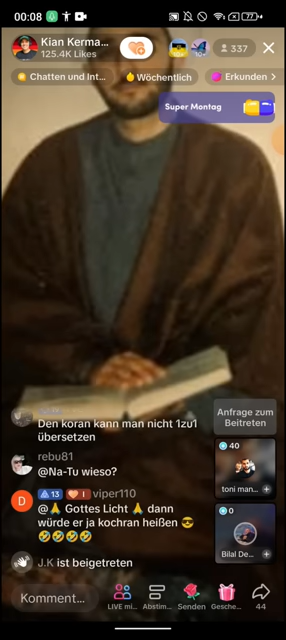 00:08
77
Kian Kerma...
125.4K Likes
337
Chatten und Int...
Wöchentlich
Erkunden >
Super Montag
Den koran kann man nicht 1zu1
übersetzen
rebu81
@Na-Tu wieso?
D 13 I viper110
@🙏 Gottes Licht 🙏 dann
würde er ja kochran heißen 😎
🤣🤣🤣🤣
J.K ist beigetreten
Anfrage zum
Beitreten
40
toni man...
0
Bilal De...
Komment...
LIVE mi...
Abstim...
Senden
Gesche...
44